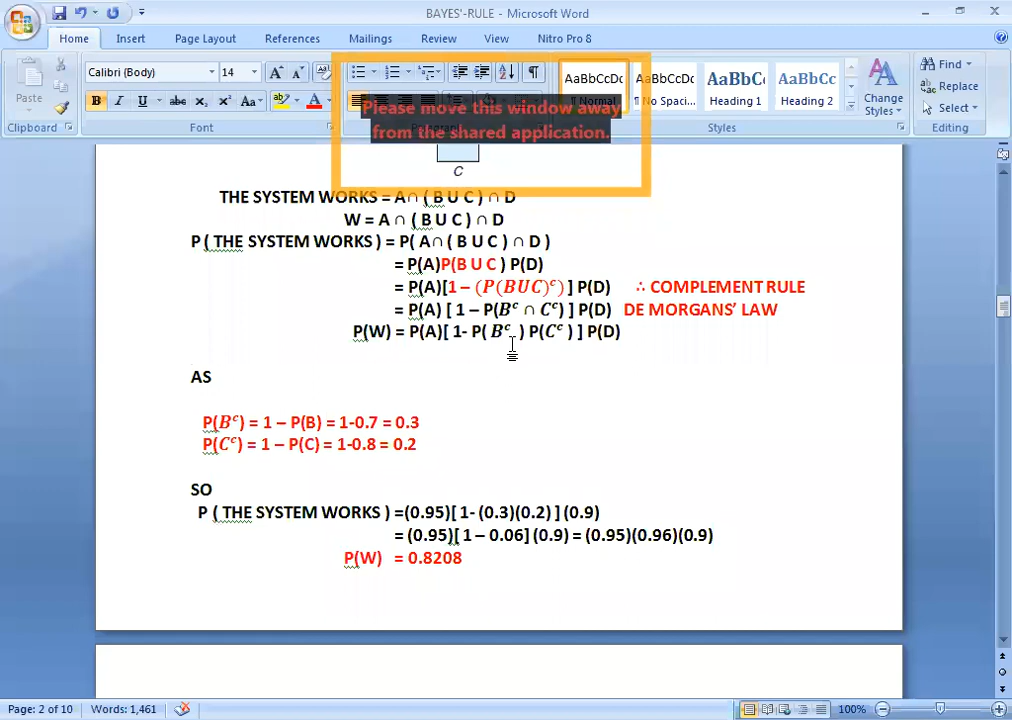 BAYES'-RULE - Microsoft Word
Home Insert Page Layout References Mailings Review View Nitro Pro 8
Paste
Calibri (Body) 14
B I U abc x₂ x² Aa
AaBbCcDc AaBbCcDc AaBbC AaBbCc
¶ Normal ¶ No Spaci... Heading 1 Heading 2
Change Styles
Find
Replace
Select
Clipboard Font Paragraph Styles Editing
Please move this window away
from the shared application.
C
THE SYSTEM WORKS = A∩ ( B U C ) ∩ D
W = A ∩ ( B U C ) ∩ D
P ( THE SYSTEM WORKS ) = P( A∩ ( B U C ) ∩ D )
= P(A)P(B U C ) P(D)
= P(A)[1 – (P(BUC)ᶜ) ] P(D) ∴ COMPLEMENT RULE
= P(A) [ 1 – P(Bᶜ ∩ Cᶜ) ] P(D) DE MORGANS’ LAW
P(W) = P(A)[ 1- P( Bᶜ ) P(Cᶜ ) ] P(D)
AS
P(Bᶜ) = 1 – P(B) = 1-0.7 = 0.3
P(Cᶜ) = 1 – P(C) = 1-0.8 = 0.2
SO
P ( THE SYSTEM WORKS ) =(0.95)[ 1- (0.3)(0.2) ] (0.9)
= (0.95)[ 1 – 0.06] (0.9) = (0.95)(0.96)(0.9)
P(W) = 0.8208
Page: 2 of 10 Words: 1,461 100%